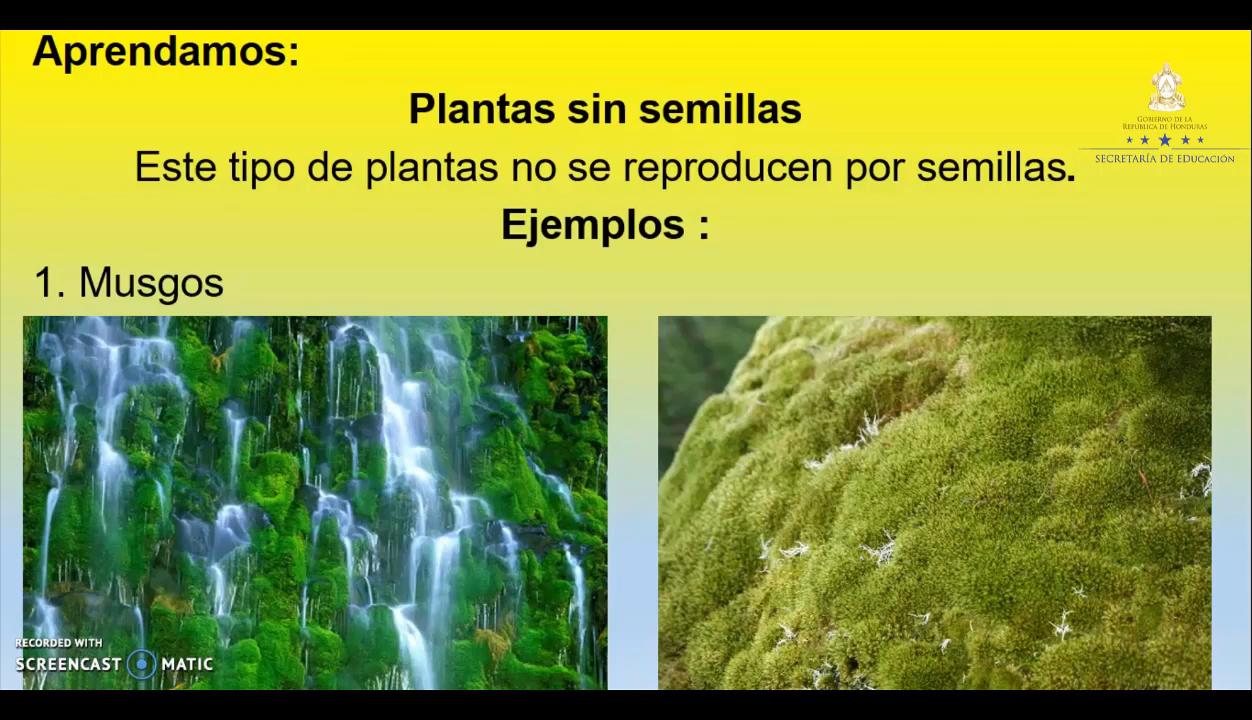 Aprendamos:
Plantas sin semillas
Este tipo de plantas no se reproducen por semillas.
Ejemplos :
1. Musgos
GOBIERNO DE LA
REPÚBLICA DE HONDURAS
SECRETARÍA DE EDUCACIÓN
RECORDED WITH
SCREENCAST MATIC